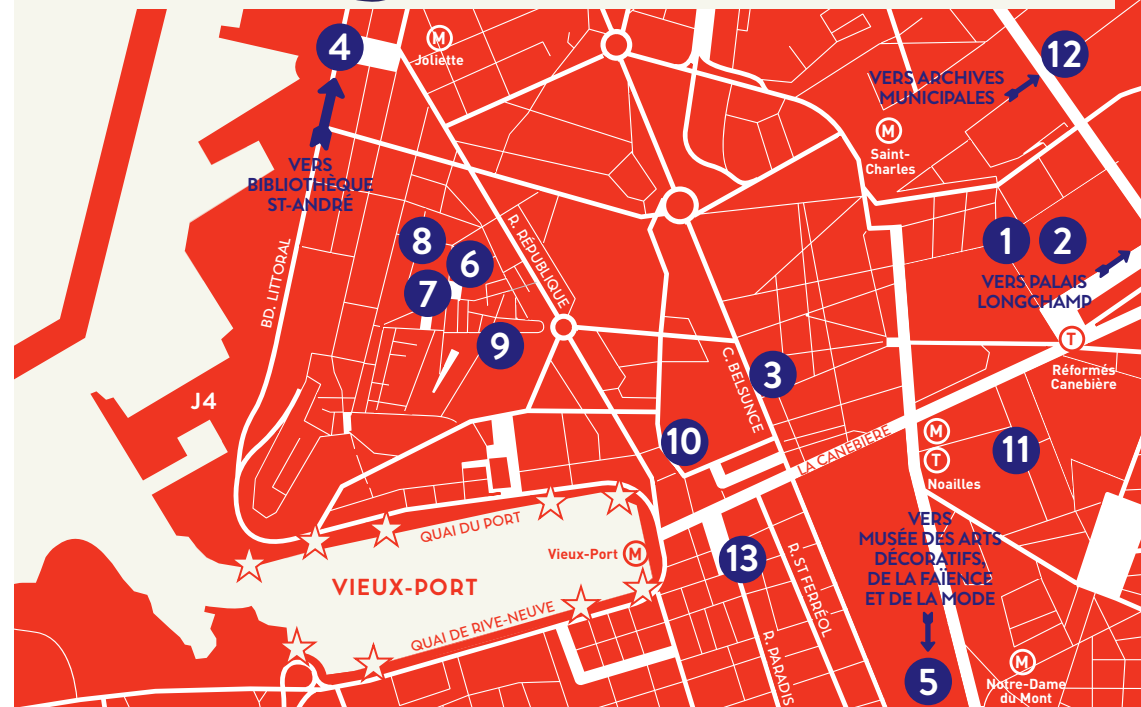 4
M
Joliette
12
VERS ARCHIVES
MUNICIPALES
M
Saint-
Charles
VERS
BIBLIOTHÈQUE
ST-ANDRÉ
R. RÉPUBLIQUE
8
6
7
9
BD. LITTORAL
1
2
VERS PALAIS
LONGCHAMP
T
Réformés
Canebière
C. BELSUNCE
3
J4
10
LA CANEBIÈRE
M
T
Noailles
11
QUAI DU PORT
Vieux-Port M
VIEUX-PORT
QUAI DE RIVE-NEUVE
13
R. ST FERRÉOL
R. PARADIS
VERS
MUSÉE DES ARTS
DÉCORATIFS,
DE LA FAÏENCE
ET DE LA MODE
5
M
Notre-Dame
du Mont